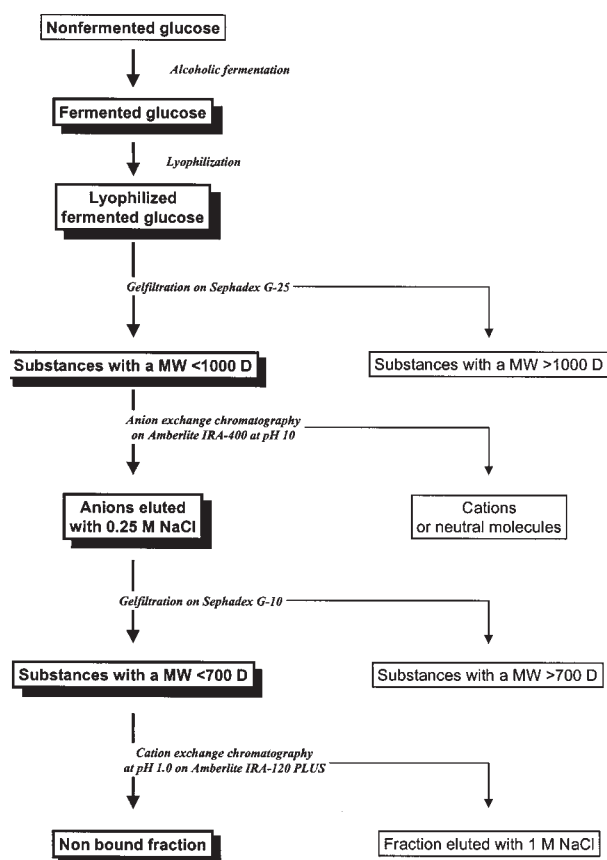 Nonfermented glucose
Alcoholic fermentation
Fermented glucose
Lyophilization
Lyophilized
fermented glucose
Gelfiltration on Sephadex G-25
Substances with a MW <1000 D
Substances with a MW >1000 D
Anion exchange chromatography
on Amberlite IRA-400 at pH 10
Anions eluted
with 0.25 M NaCl
Cations
or neutral molecules
Gelfiltration on Sephadex G-10
Substances with a MW <700 D
Substances with a MW >700 D
Cation exchange chromatography
at pH 1.0 on Amberlite IRA-120 PLUS
Non bound fraction
Fraction eluted with 1 M NaCl